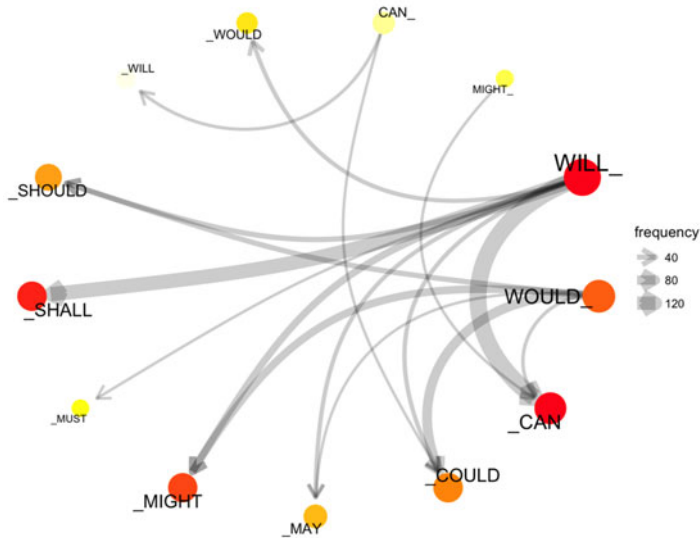 CAN_
_WOULD
_WILL
MIGHT_
WILL_
_SHOULD
frequency
40
80
120
WOULD_
_SHALL
_MUST
_CAN
_COULD
_MIGHT
_MAY